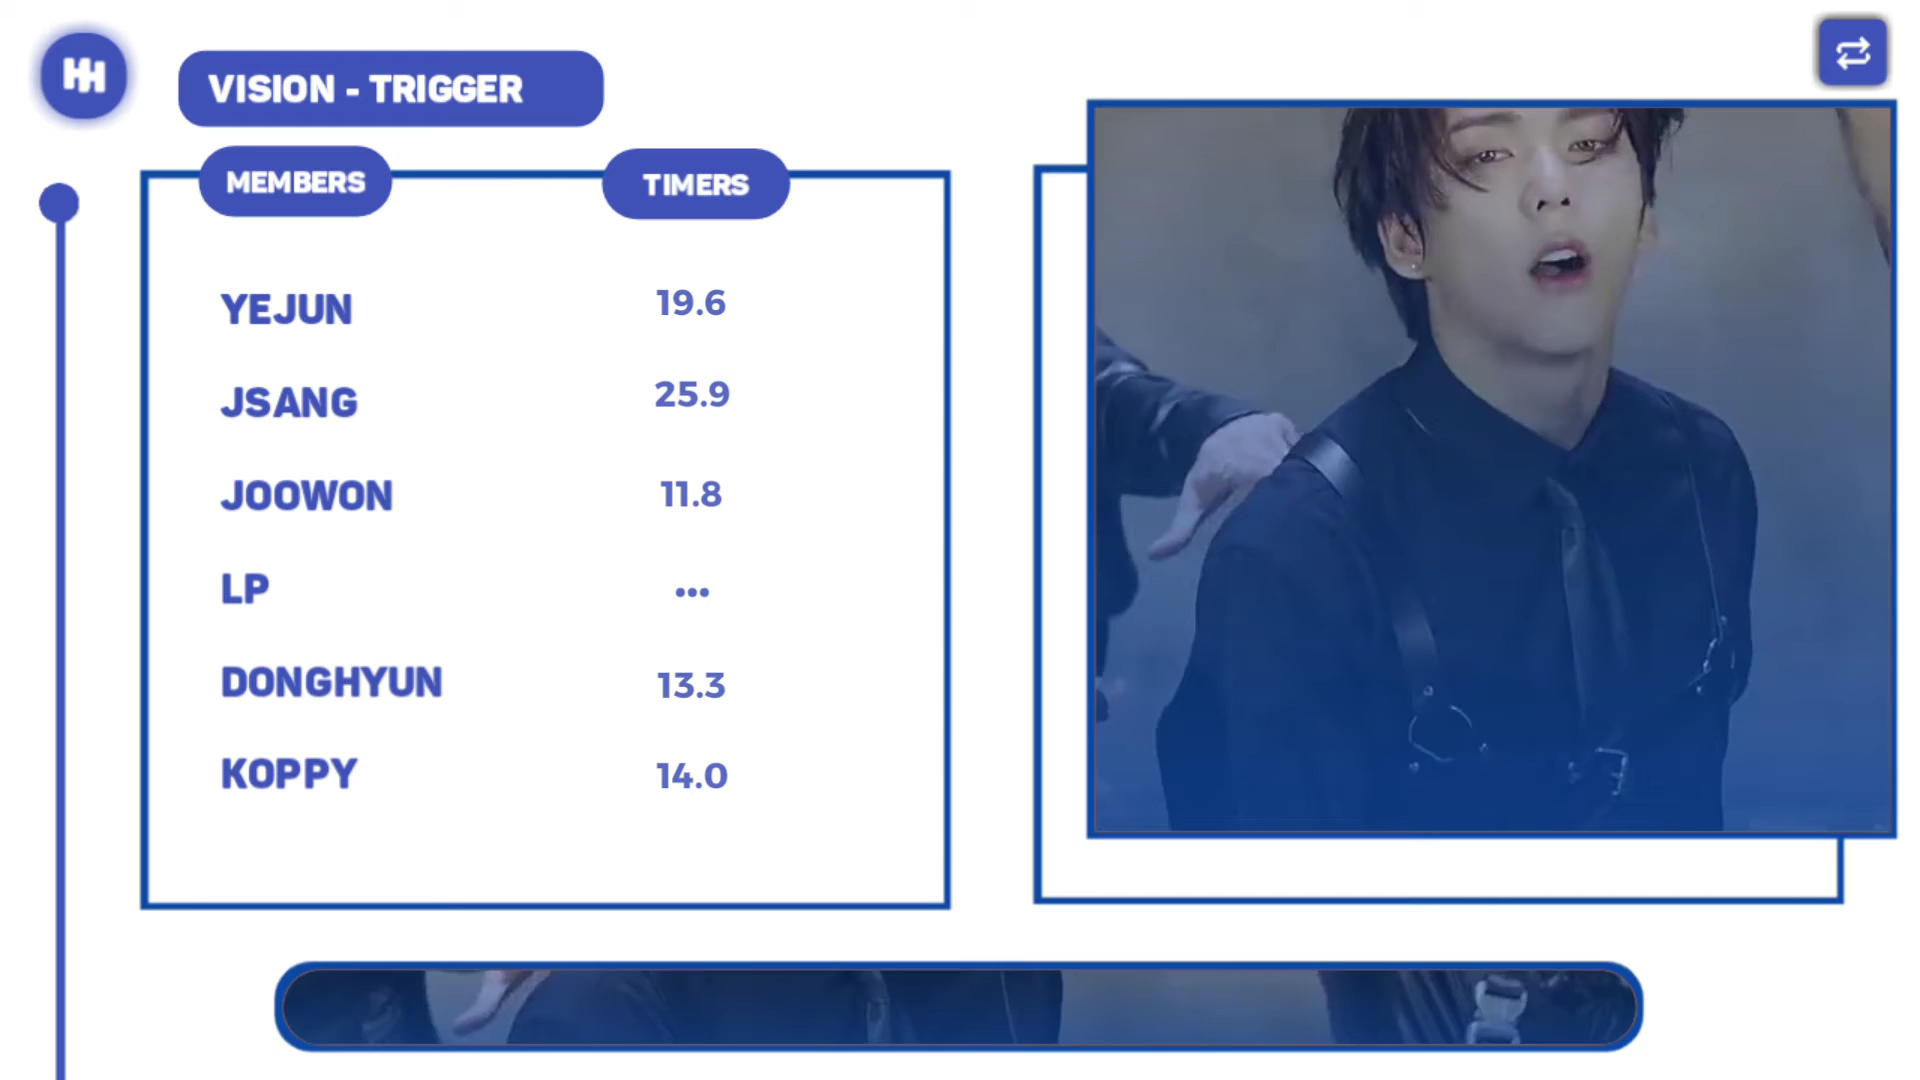 H
VISION - TRIGGER
MEMBERS TIMERS
YEJUN 19.6
JSANG 25.9
JOOWON 11.8
LP •••
DONGHYUN 13.3
KOPPY 14.0